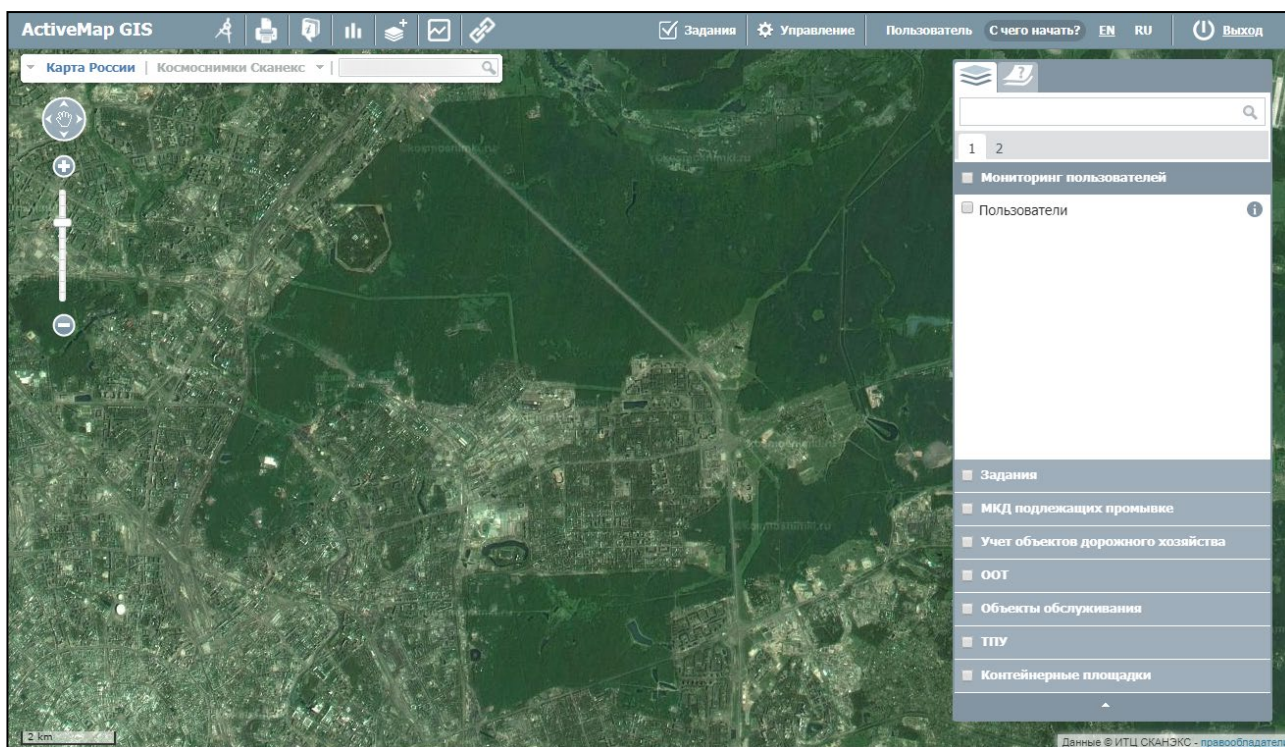 ActiveMap GIS
Задания
Управление
Пользователь
С чего начать?
EN
RU
Выход
Карта России | Космоснимки Сканекс
1 2
Мониторинг пользователей
Пользователи
Задания
МКД подлежащих промывке
Учет объектов дорожного хозяйства
ООТ
Объекты обслуживания
ТПУ
Контейнерные площадки
©kosmosnimki.ru
2 km
Данные © ИТЦ СКАНЭКС - правообладател